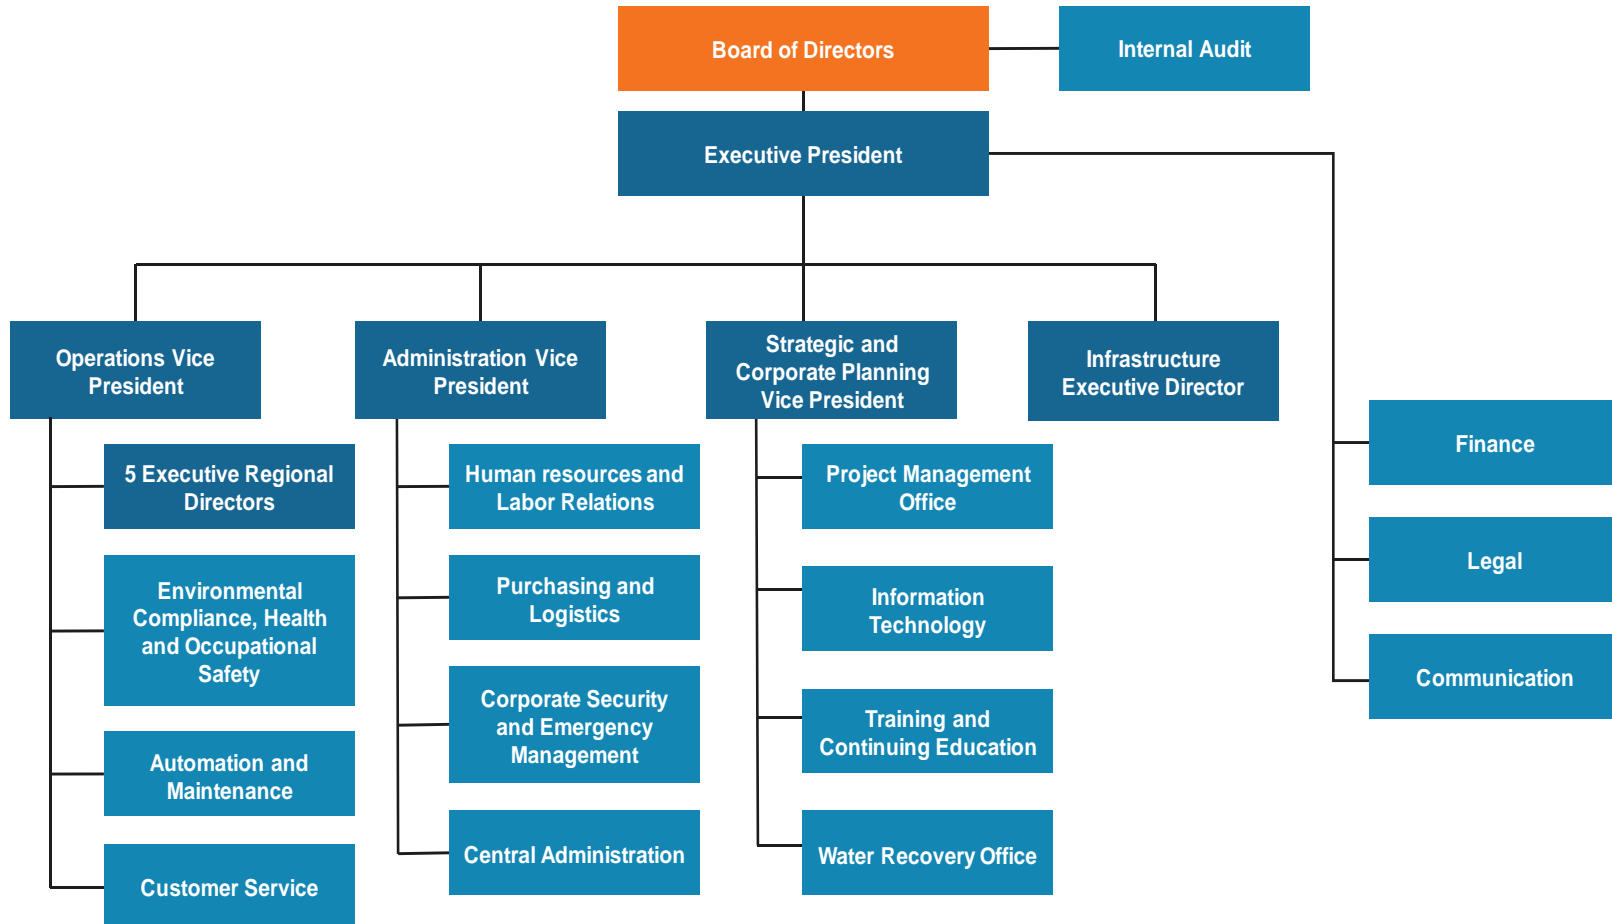 Board of Directors
Internal Audit
Executive President
Operations Vice
President
Administration Vice
President
Strategic and
Corporate Planning
Vice President
Infrastructure
Executive Director
5 Executive Regional
Directors
Environmental
Compliance, Health
and Occupational
Safety
Automation and
Maintenance
Customer Service
Human resources and
Labor Relations
Purchasing and
Logistics
Corporate Security
and Emergency
Management
Central Administration
Project Management
Office
Information
Technology
Training and
Continuing Education
Water Recovery Office
Finance
Legal
Communication